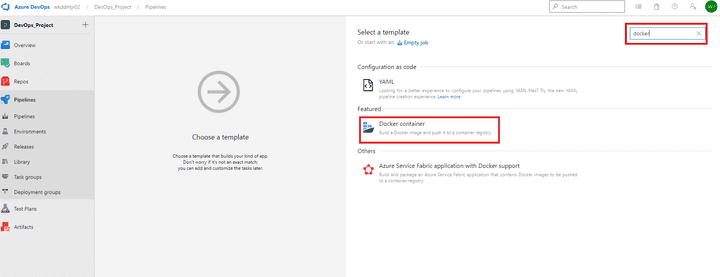 Azure DevOps wkddntjr02 / DevOps_Project / Pipelines Search
DevOps_Project
Overview
Boards
Repos
Pipelines
Pipelines
Environments
Releases
Library
Task groups
Deployment groups
Test Plans
Artifacts
Choose a template
Choose a template that builds your kind of app.
Don't worry if it's not an exact match;
you can add and customize the tasks later.
Select a template
Or start with an Empty job
docker
Configuration as code
YAML
Looking for a better experience to configure your pipelines using YAML files? Try the new YAML
pipeline creation experience. Learn more
Featured
Docker container
Build a Docker image and push it to a container registry.
Others
Azure Service Fabric application with Docker support
Build and package an Azure Service Fabric application that contains Docker images to be pushed
to a container registry.